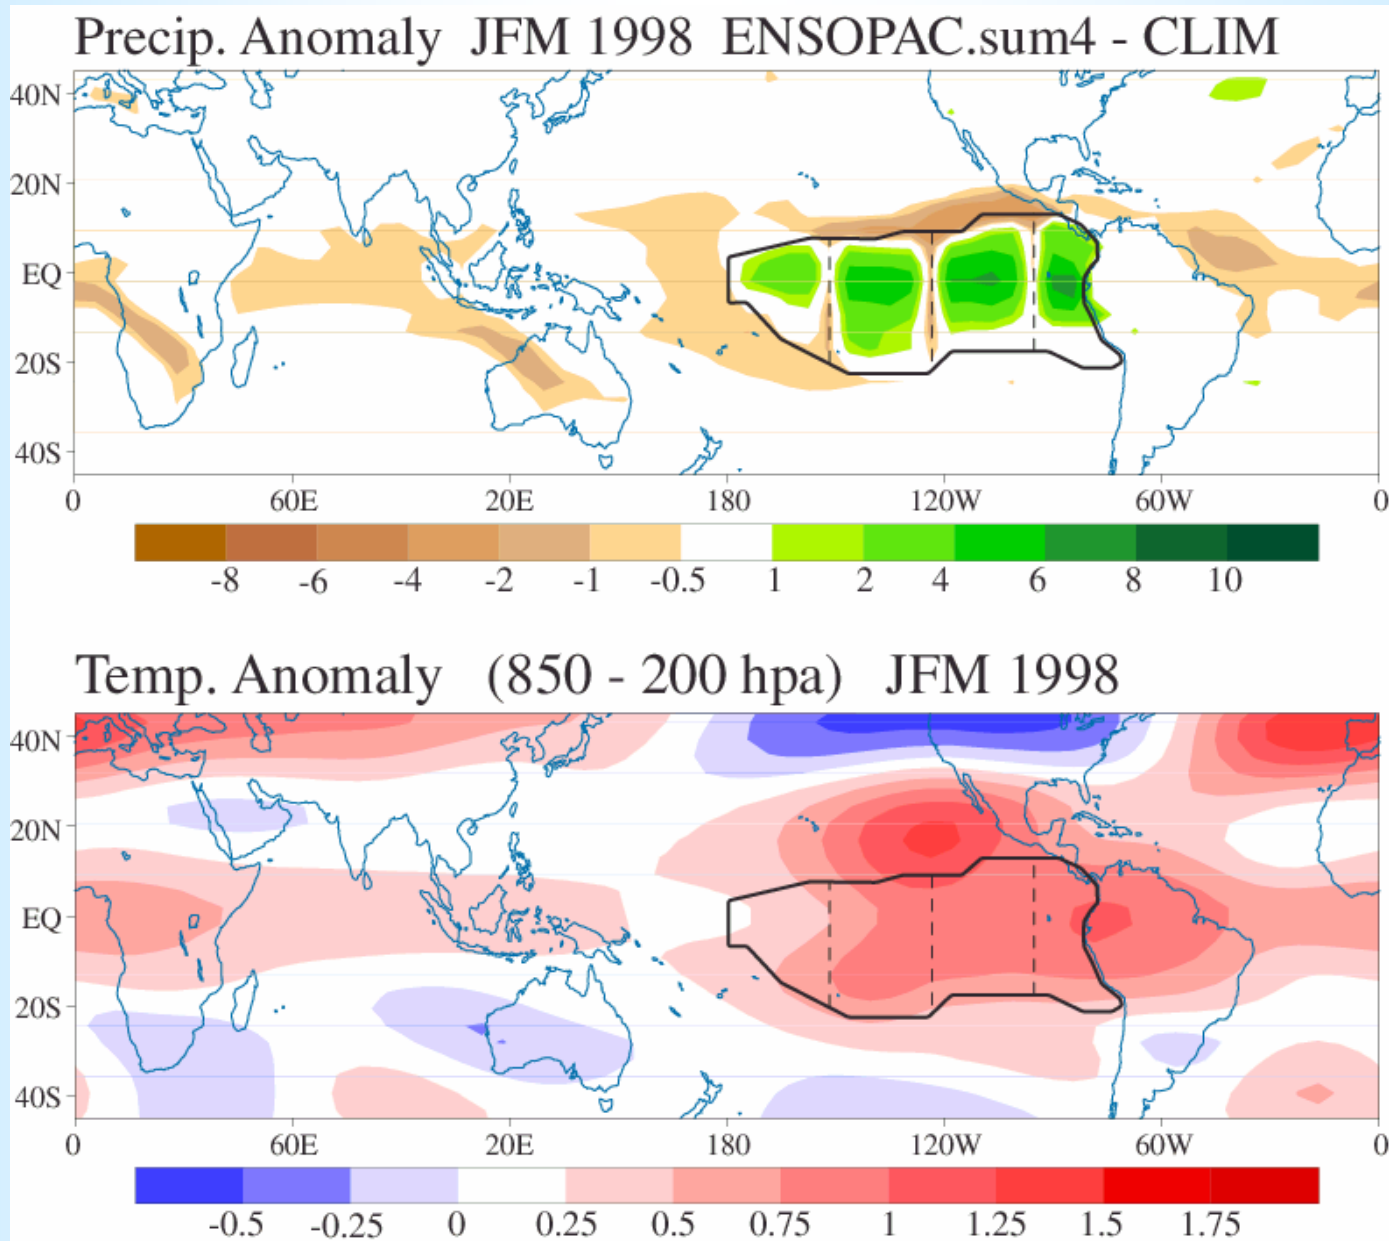 Precip. Anomaly JFM 1998 ENSOPAC.sum4 - CLIM
40N
20N
EQ
20S
40S
0 60E 20E 180 120W 60W 0
-8 -6 -4 -2 -1 -0.5 1 2 4 6 8 10
Temp. Anomaly (850 - 200 hpa) JFM 1998
40N
20N
EQ
20S
40S
0 60E 20E 180 120W 60W 0
-0.5 -0.25 0 0.25 0.5 0.75 1 1.25 1.5 1.75